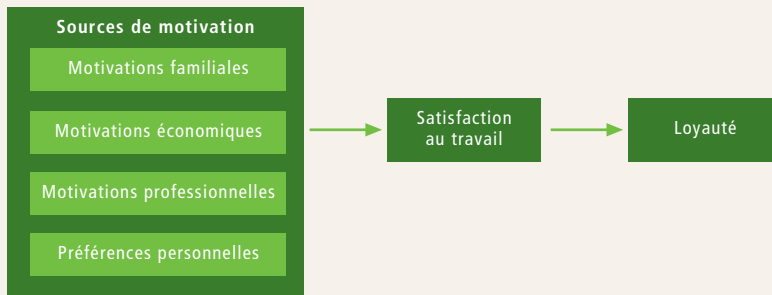 Sources de motivation
Motivations familiales
Motivations économiques
Motivations professionnelles
Préférences personnelles
Satisfaction
au travail
Loyauté